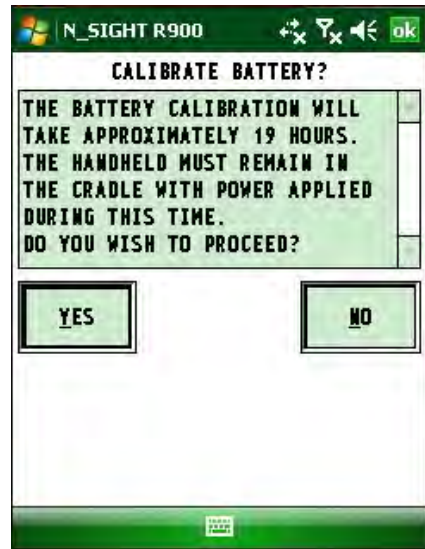 N_SIGHT R900
ok
CALIBRATE BATTERY?
THE BATTERY CALIBRATION WILL
TAKE APPROXIMATELY 19 HOURS.
THE HANDHELD MUST REMAIN IN
THE CRADLE WITH POWER APPLIED
DURING THIS TIME.
DO YOU WISH TO PROCEED?
YES
NO